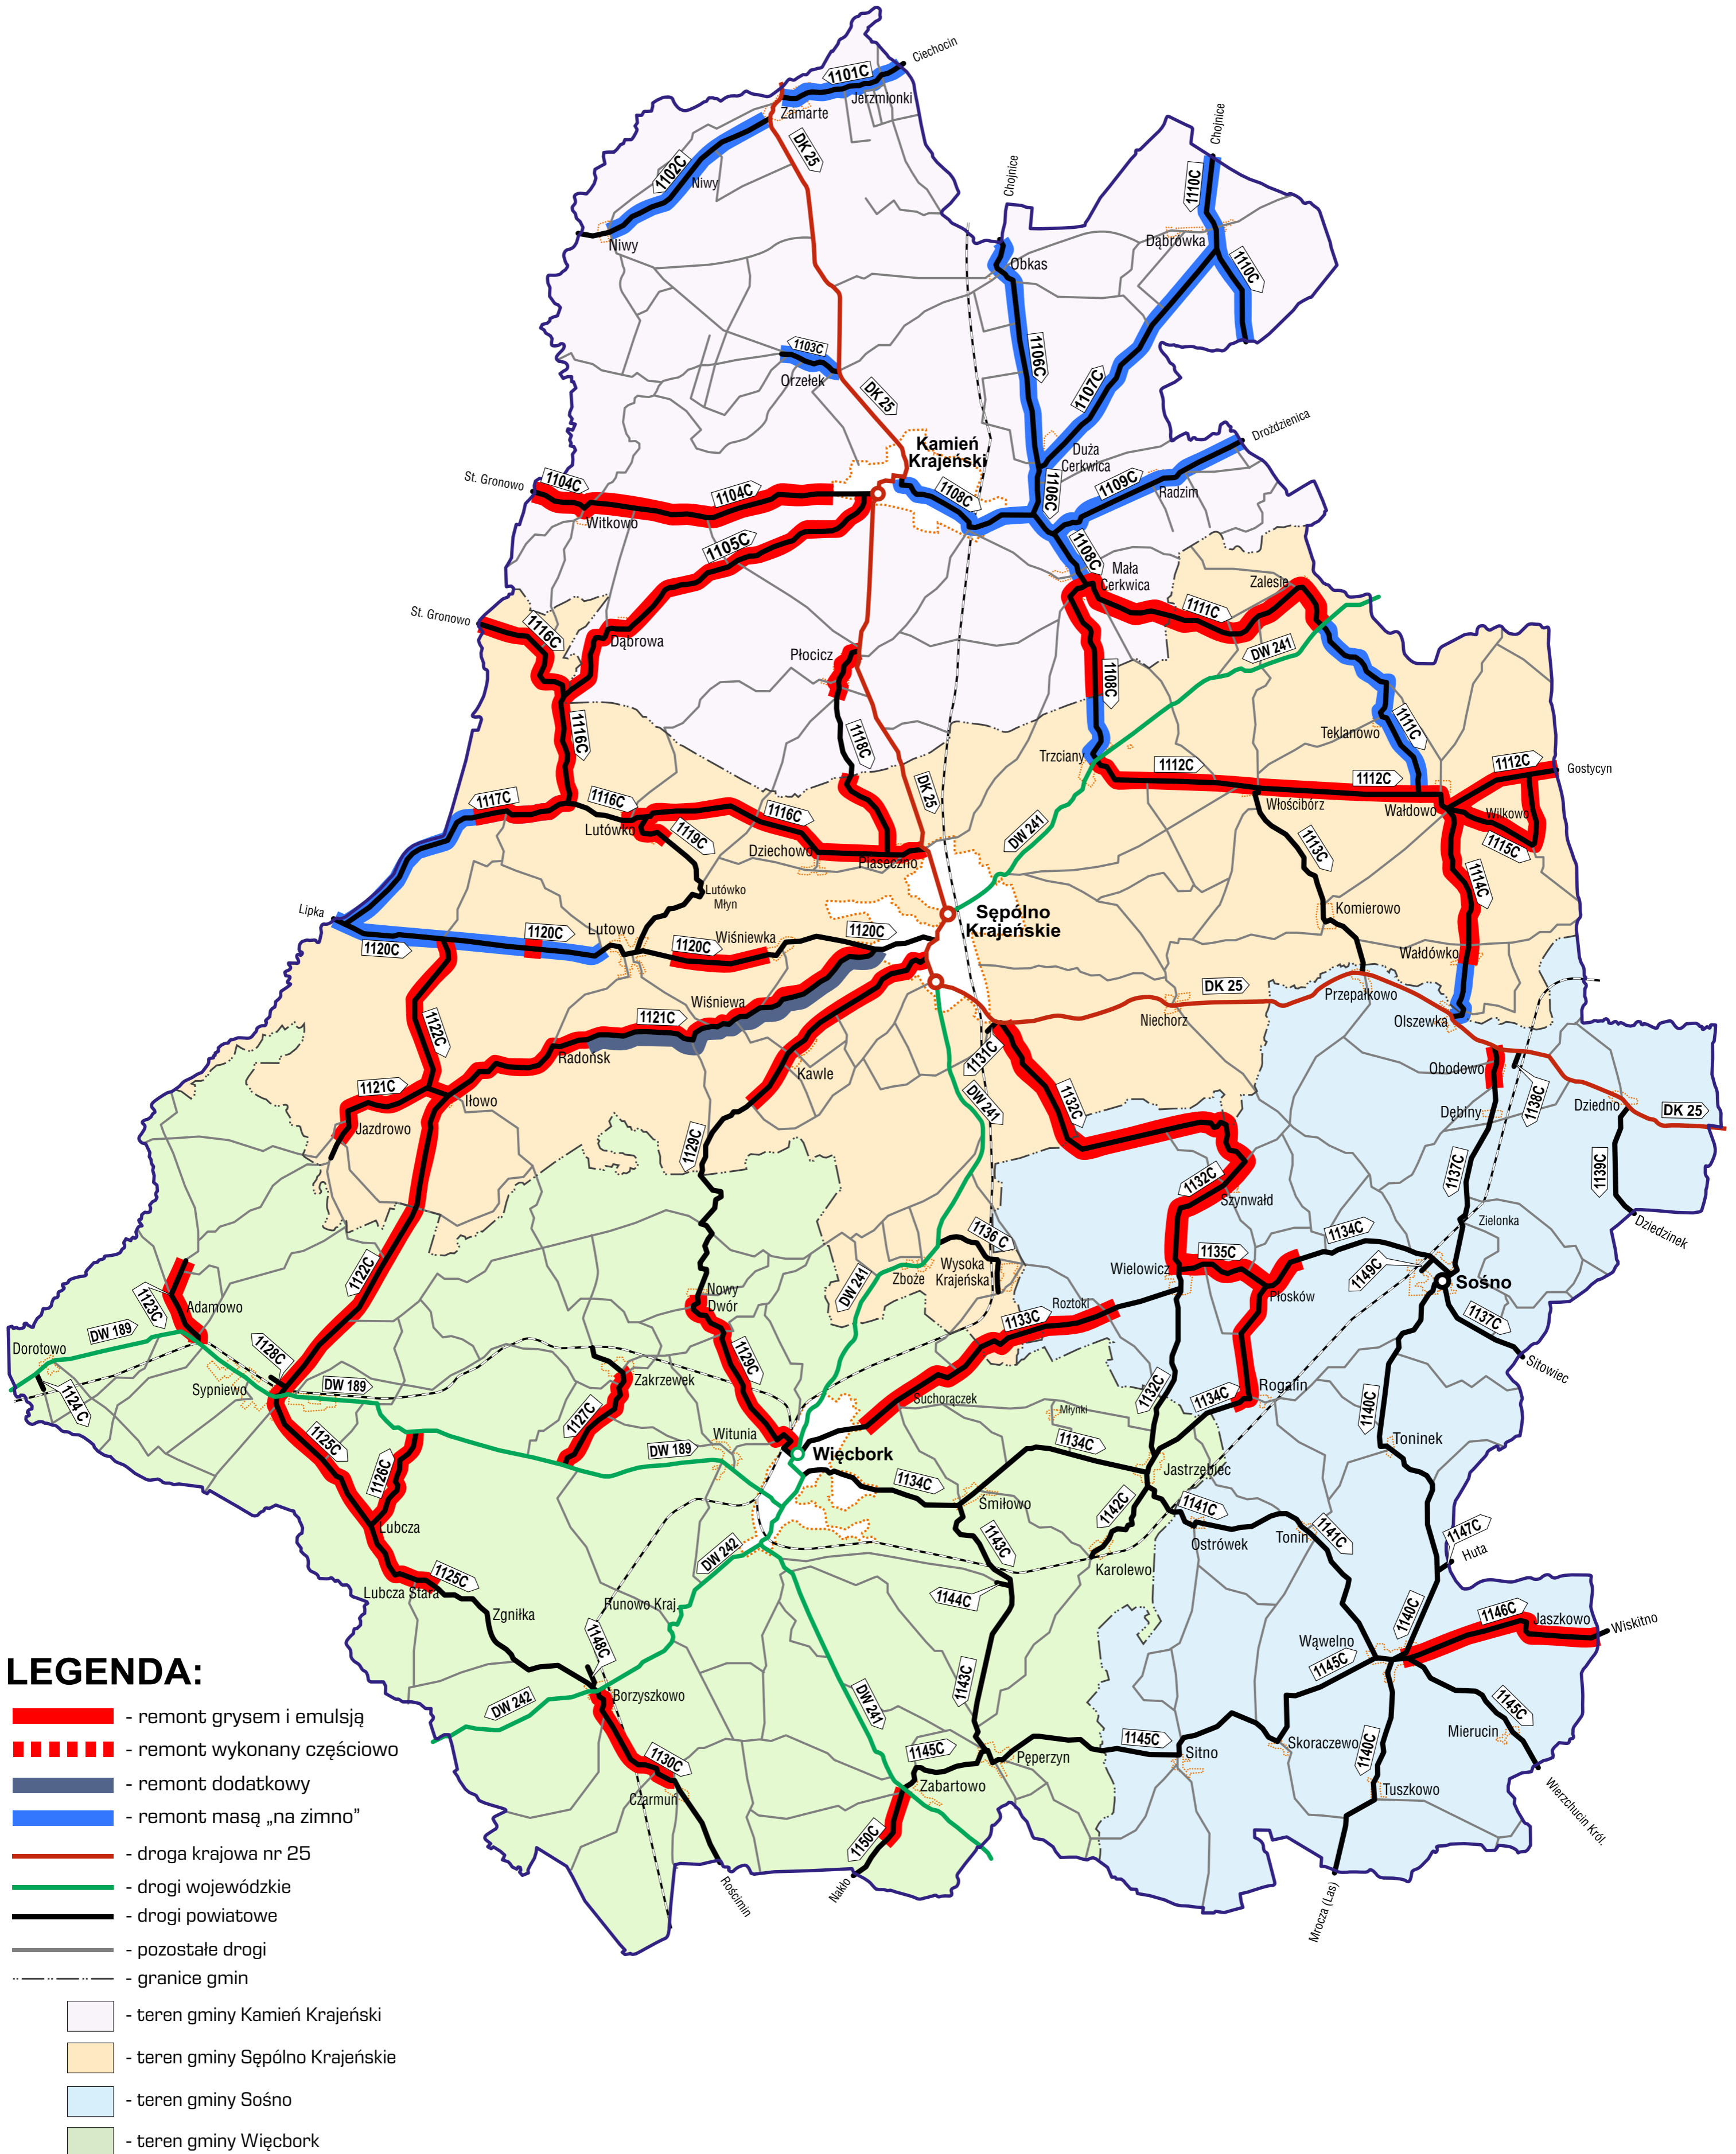 Ciechocin
1101C
Jerzmionki
Zamarte
DK 25
Chojnice
1102C
Niwy
Chojnice
1110C
Niwy
Dąbrówka
Obkas
1110C
1103C
1106C
Orzełek
1107C
DK 25
Drożdzienica
Kamień
Krajeński
Duża
Cerkwica
St. Gronowo
1104C
1104C
1108C
1106C
1109C
Radzim
Witkowo
1105C
1108C
Mała
Cerkwica
Zalesie
St. Gronowo
1116C
1111C
Dąbrowa
DW 241
Płocicz
1108C
1116C
1118C
Teklanowo
1111C
Trzciany
1112C
1112C
1112C
Gostycyn
DK 25
1117C
1116C
1116C
Włościbórz
Wałdowo
Wilkowo
Lutówko
1119C
DW 241
Dziechowo
Piaseczno
1113C
1115C
1114C
Lutówko
Młyn
Lipka
Sępólno
Krajeńskie
Komierowo
1120C
1120C
Lutowo
1120C
Wiśniewka
1120C
Wałdówko
DK 25
Przepałkowo
Wiśniewa
1121C
Niechorz
Olszewka
1122C
Radońsk
1131C
Kawle
Obodowo
1121C
Iłowo
DW 241
1132C
1138C
Dziedno
DK 25
Jazdrowo
Dębiny
1129C
1137C
1139C
1132C
Szynwałd
Zielonka
Dziedzinek
1136 C
1134C
1122C
Zboże
Wysoka
Krajeńska
Wielowicz
1135C
1149C
Sośno
1123C
Adamowo
Nowy
Dwór
DW 241
Roztoki
Płosków
1133C
1137C
DW 189
Dorotowo
1128C
1129C
Sitowiec
Sypniewo
DW 189
Zakrzewek
1124 C
Suchorączek
1132C
1134C
Rogalin
1127C
Młynki
1140C
1125C
Witunia
Więcbork
1134C
Toninek
1126C
DW 189
1134C
Jastrzębiec
Śmiłowo
1142C
1141C
Lubcza
1143C
Ostrówek
Tonin
1141C
1147C
Huta
DW 242
Karolewo
1125C
Lubcza Stara
1144C
Zgniłka
Runowo Kraj.
1140C
1146C
Jaszkowo
Wiskitno
1148C
Wąwelno
1145C
LEGENDA:
1143C
Borzyszkowo
DW 242
DW 241
1145C
- remont grysem i emulsją
Mierucin
- remont wykonany częściowo
1130C
1145C
Pęperzyn
1145C
Sitno
Skoraczewo
1140C
- remont dodatkowy
Czarmuń
Zabartowo
Tuszkowo
Wierzchucin Król.
- remont masą „na zimno”
1150C
- droga krajowa nr 25
Rościmin
Nakło
Mrocza (Las)
- drogi wojewódzkie
- drogi powiatowe
- pozostałe drogi
- granice gmin
- teren gminy Kamień Krajeński
- teren gminy Sępólno Krajeńskie
- teren gminy Sośno
- teren gminy Więcbork